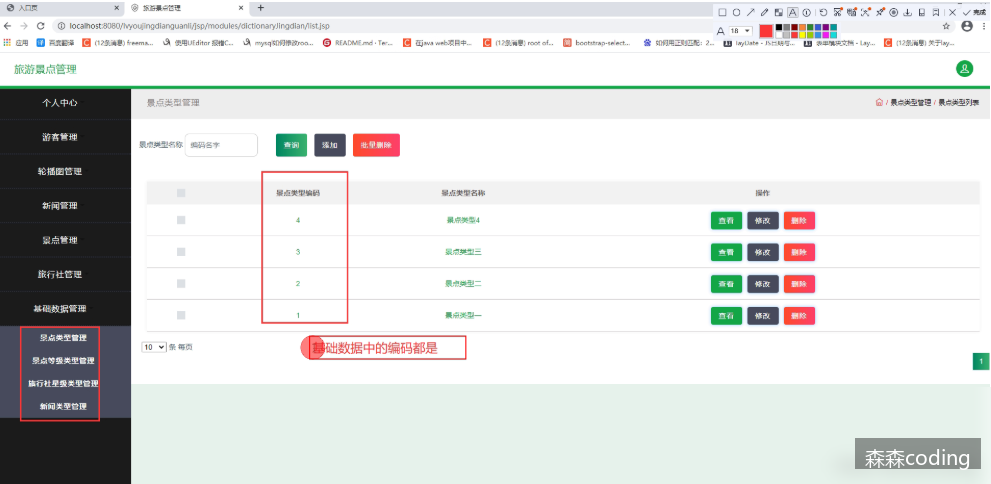 入口页
旅游景点管理
完成
localhost:8080/lvyoujingdianguanli/jsp/modules/dictionaryJingdian/list.jsp
A 18
应用
百度翻译
(12条消息) freema...
使用UEditor 报错C...
mysql如何修改roo...
README.md · Ter...
在java web项目中...
(12条消息) root of...
bootstrap-select...
如何用正则匹配: 2...
layDate - JS日期与...
表单模块文档 - Lay...
(12条消息) 关于lay...
旅游景点管理
个人中心
游客管理
轮播图管理
新闻管理
景点管理
旅行社管理
基础数据管理
景点类型管理
景点等级类型管理
旅行社星级类型管理
新闻类型管理
景点类型管理
/ 景点类型管理 / 景点类型列表
景点类型名称 编码名字 查询 添加 批量删除
景点类型编码 景点类型名称 操作
4 景点类型4 查看 修改 删除
3 景点类型三 查看 修改 删除
2 景点类型二 查看 修改 删除
1 景点类型一 查看 修改 删除
10 条 每页
基础数据中的编码都是
1
森森coding